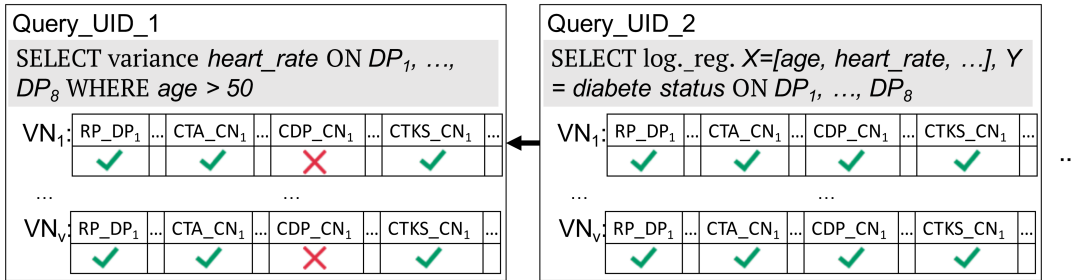 Query_UID_1
SELECT variance heart_rate ON DP1, …,
DP8 WHERE age > 50
VN1: RP_DP1 ... CTA_CN1 ... CDP_CN1 ... CTKS_CN1 ...
... ...
VNv: RP_DP1 ... CTA_CN1 ... CDP_CN1 ... CTKS_CN1 ...
Query_UID_2
SELECT log._reg. X=[age, heart_rate, …], Y
= diabete status ON DP1, …, DP8
VN1: RP_DP1 ... CTA_CN1 ... CDP_CN1 ... CTKS_CN1 ...
... ...
VNv: RP_DP1 ... CTA_CN1 ... CDP_CN1 ... CTKS_CN1 ...
..